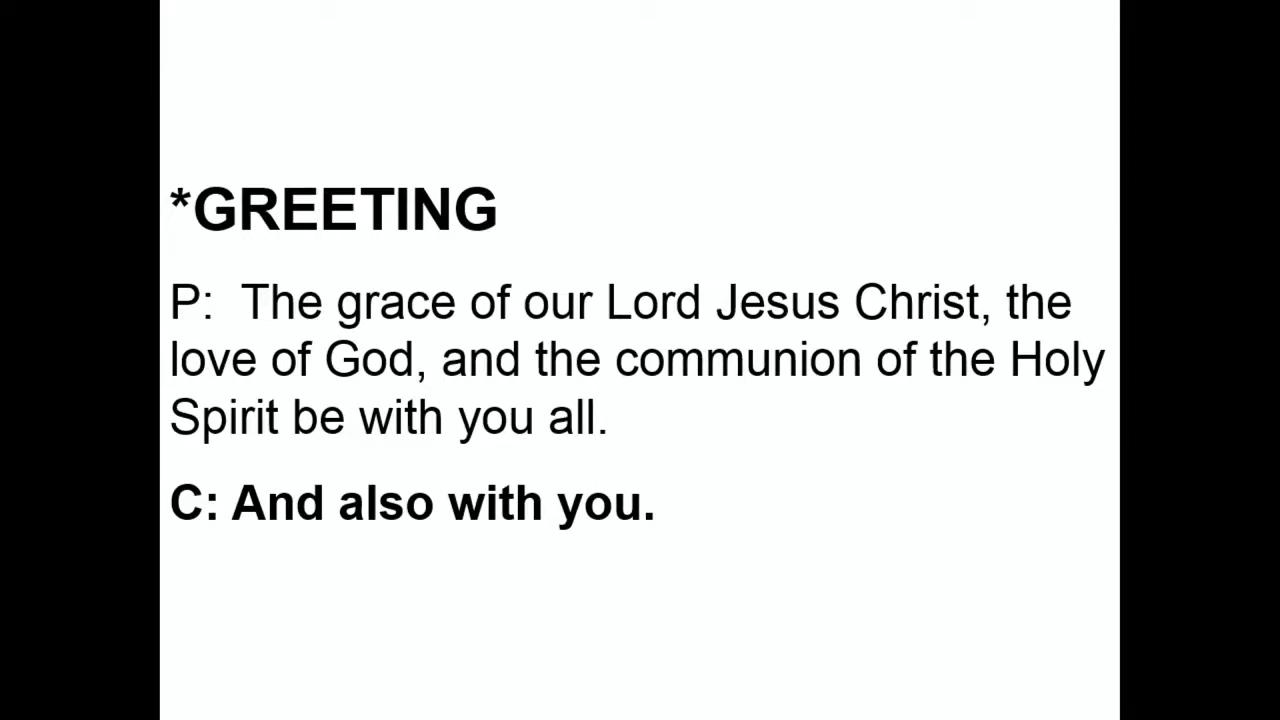 *GREETING
P:  The grace of our Lord Jesus Christ, the
love of God, and the communion of the Holy
Spirit be with you all.
C: And also with you.